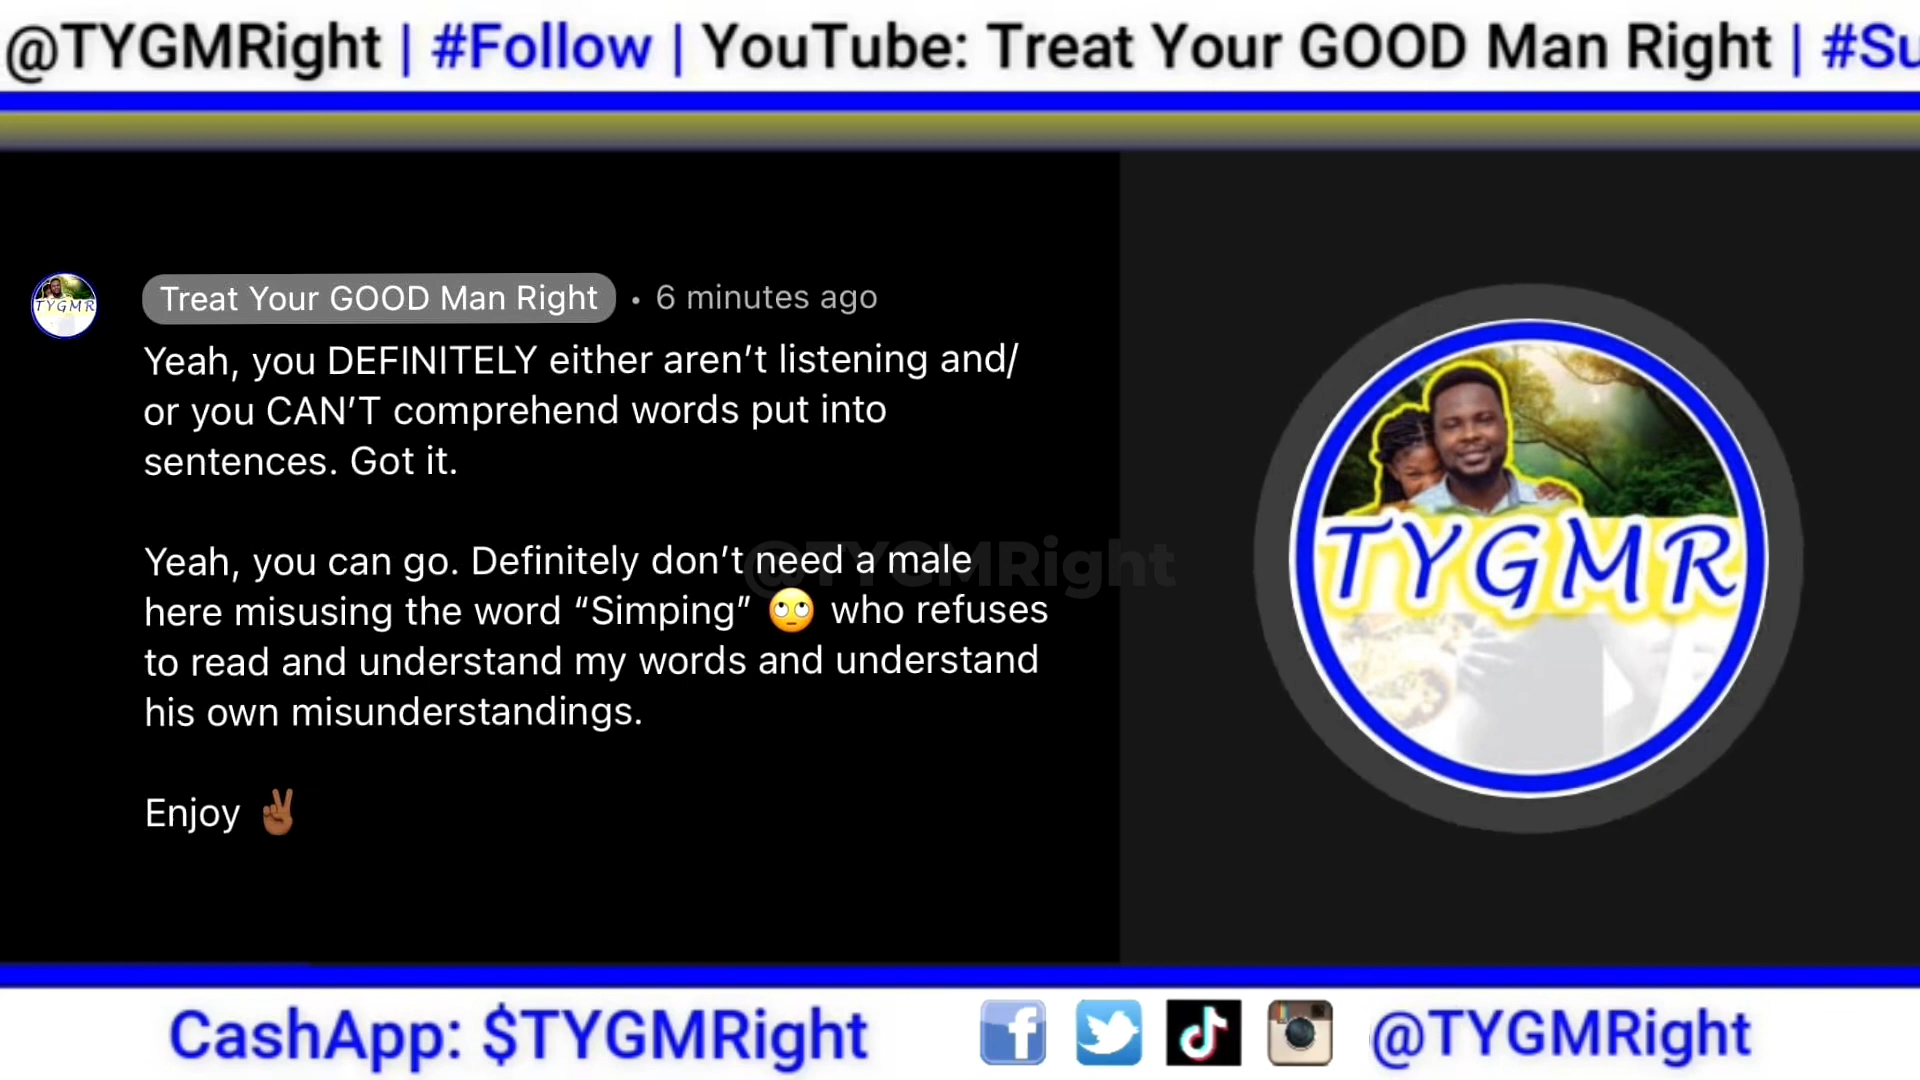 @TYGMRight | #Follow | YouTube: Treat Your GOOD Man Right | #Su
TYGMR
Treat Your GOOD Man Right • 6 minutes ago
Yeah, you DEFINITELY either aren’t listening and/
or you CAN’T comprehend words put into
sentences. Got it.
Yeah, you can go. Definitely don’t need a male
here misusing the word “Simping” 🙄 who refuses
to read and understand my words and understand
his own misunderstandings.
Enjoy ✌🏾
@TYGMRight
TYGMR
CashApp: $TYGMRight
@TYGMRight